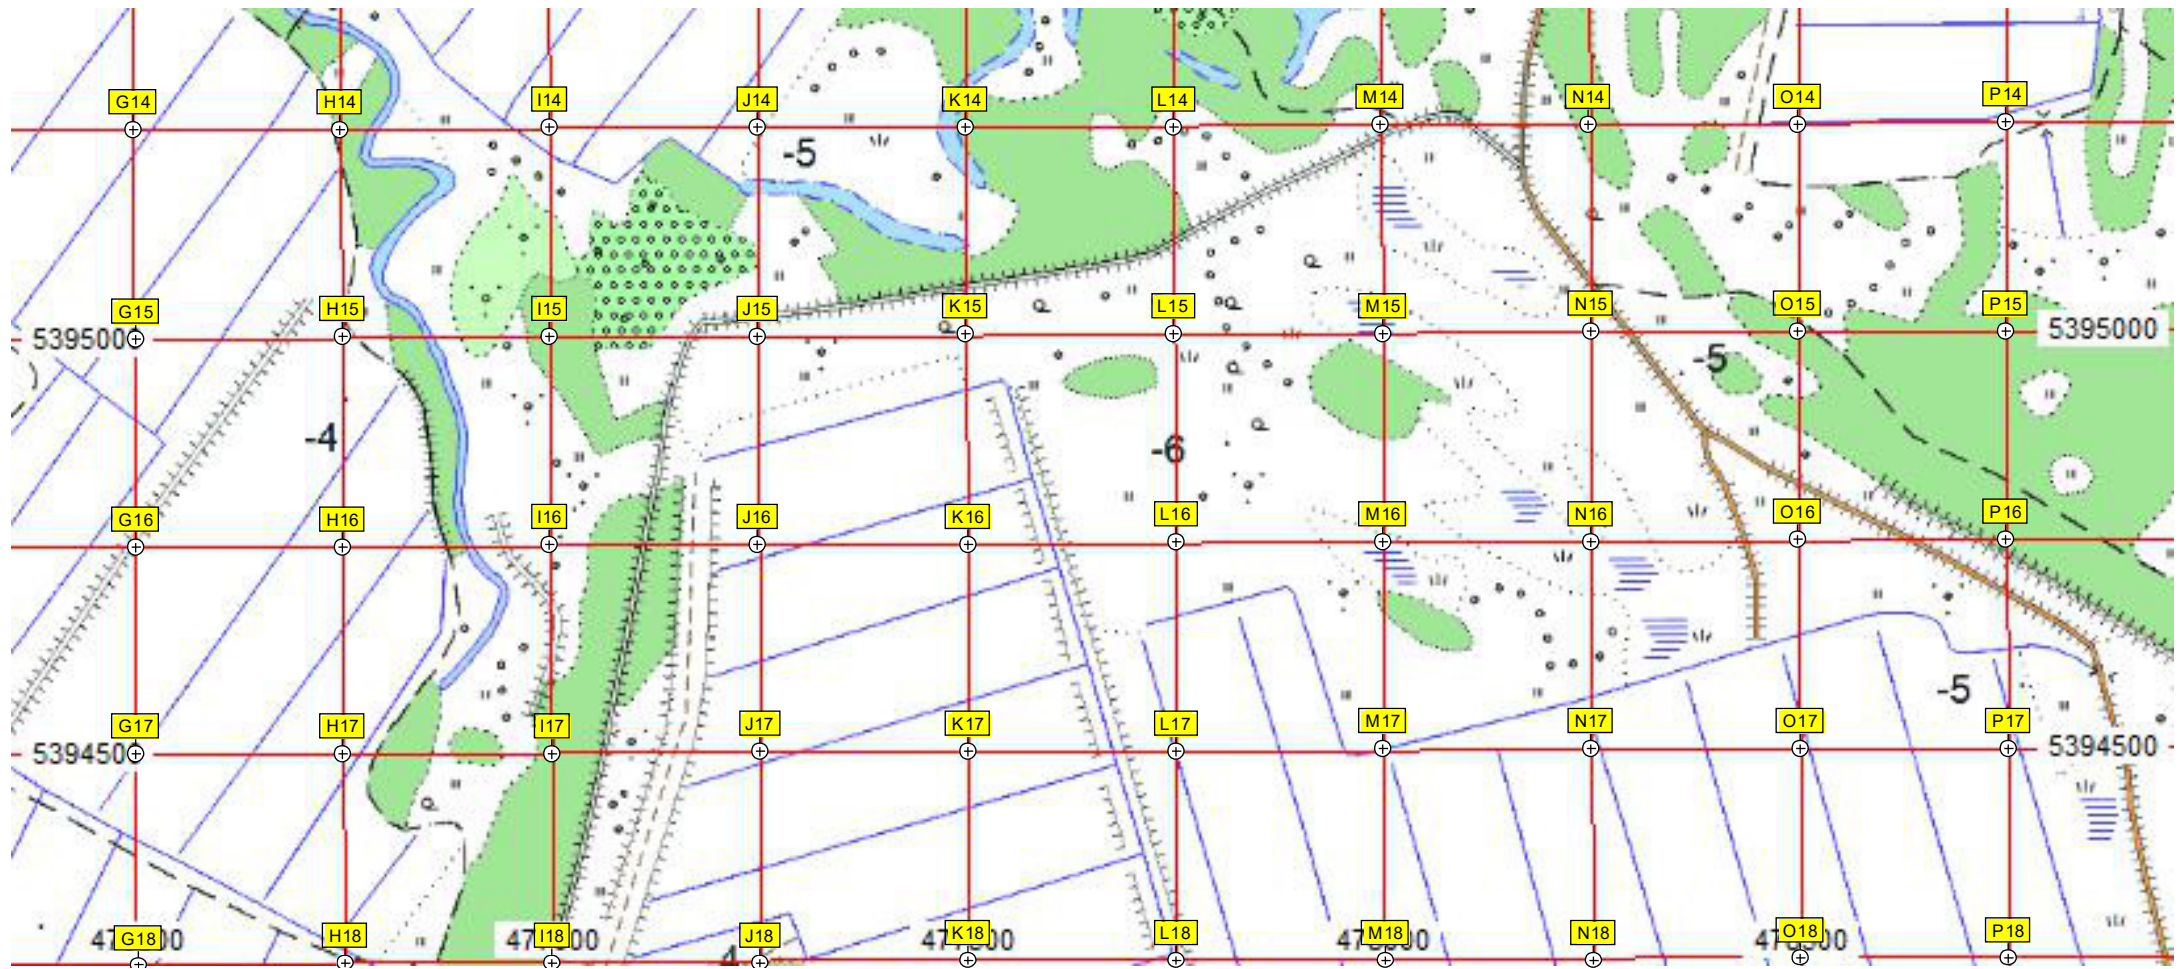 G14 H14 I14 J14 K14 L14 M14 N14 O14 P14
-5
G15 H15 I15 J15 K15 L15 M15 N15 O15 P15
5395000 5395000
-5
-4
-6
G16 H16 I16 J16 K16 L16 M16 N16 O16 P16
-5
G17 H17 I17 J17 K17 L17 M17 N17 O17 P17
5394500 5394500
G18 H18 I18 J18 K18 L18 M18 N18 O18 P18